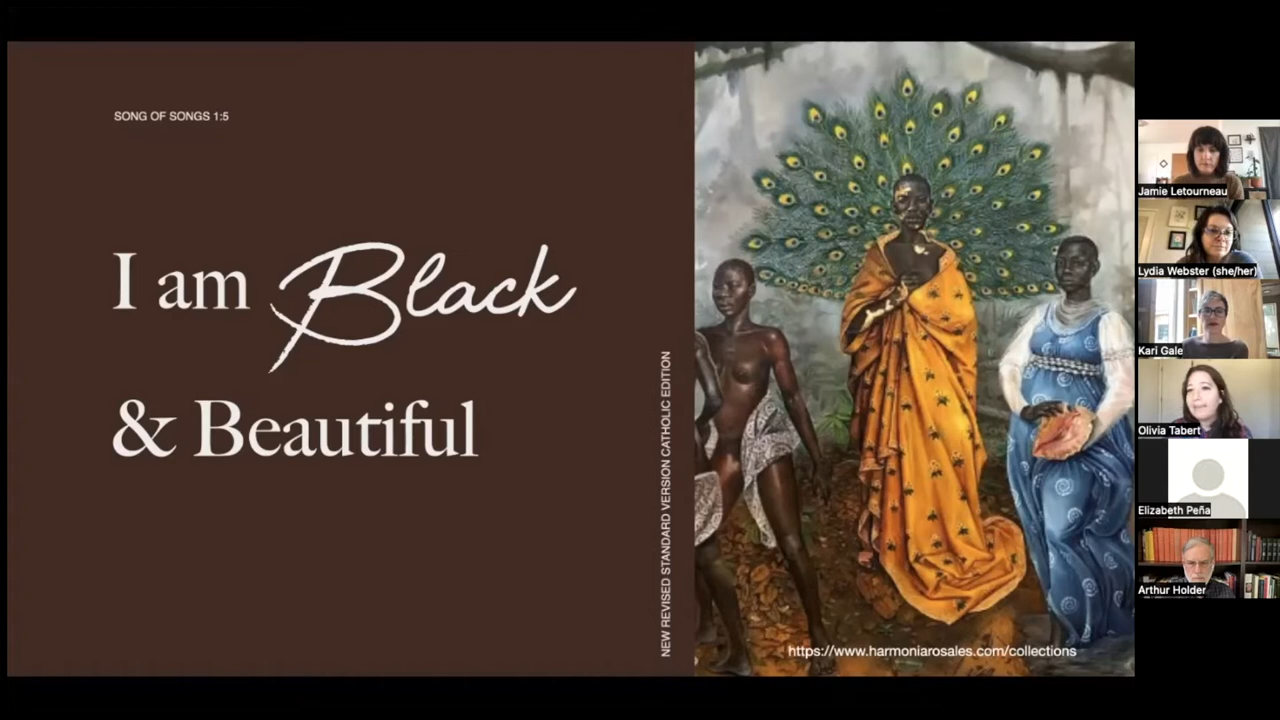 SONG OF SONGS 1:5
I am Black
& Beautiful
NEW REVISED STANDARD VERSION CATHOLIC EDITION
https://www.harmoniarosales.com/collections
Jamie Letourneau
Lydia Webster (she/her)
Kari Gale
Olivia Tabert
Elizabeth Peña
Arthur Holder